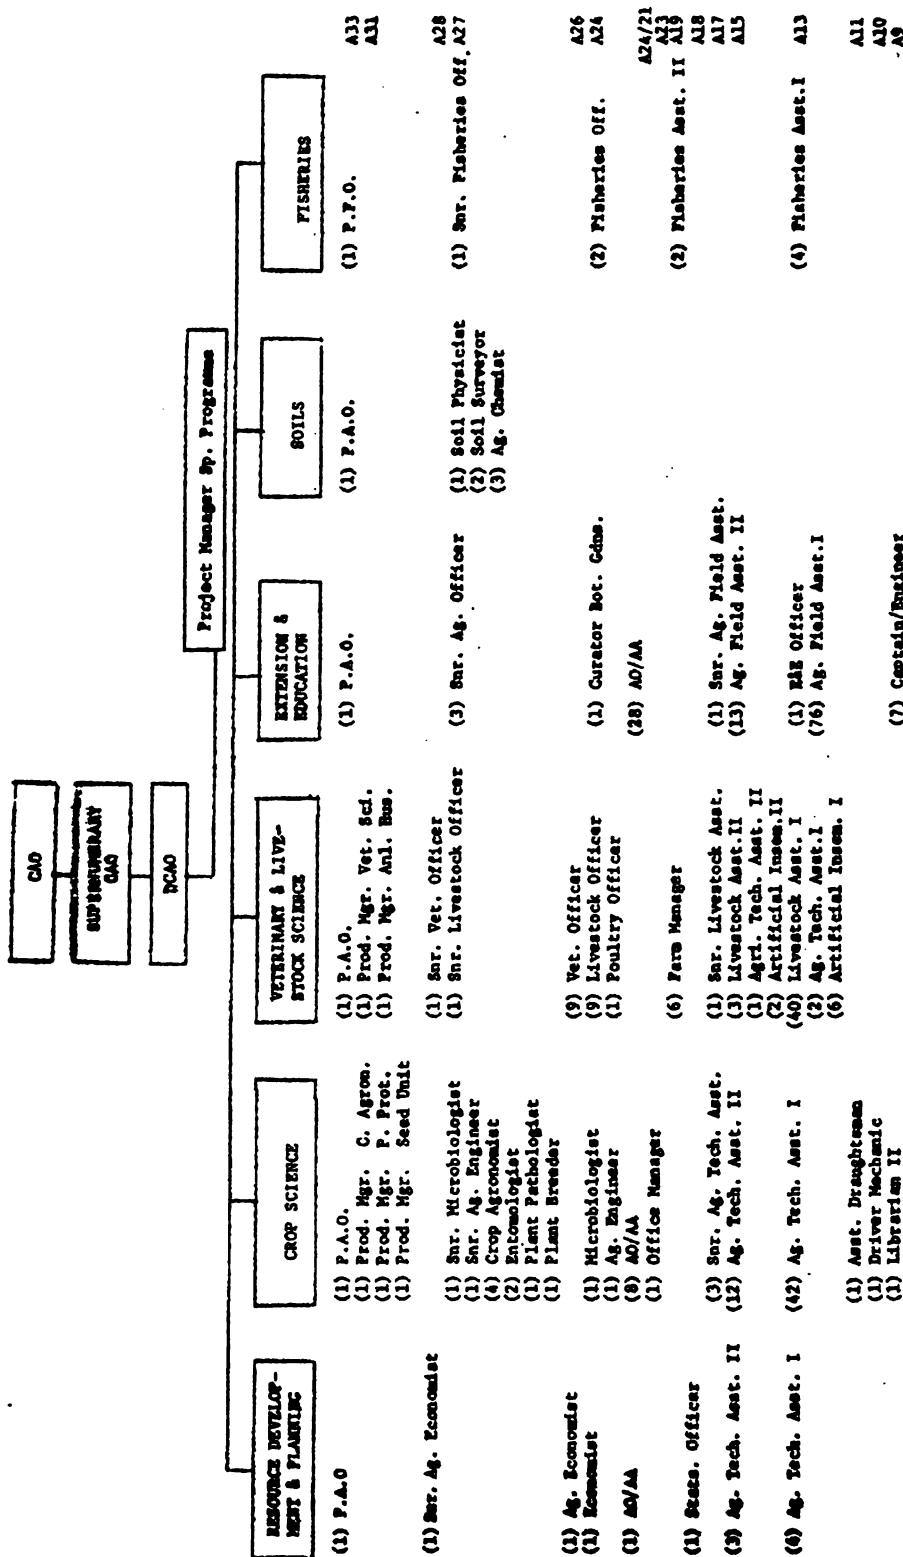 CAO
SUPERNUMERARY
CAO
DCAO
Project Manager Sp. Programme
RESOURCE DEVELOP-
MENT & PLANNING
(1) P.A.O
(1) Snr. Ag. Economist
(1) Ag. Economist
(1) Economist
(1) AO/AA
(1) Stats. Officer
(3) Ag. Tech. Asst. II
(4) Ag. Tech. Asst. I
CROP SCIENCE
(1) P.A.O.
(1) Prod. Mgr. C. Agron.
(1) Prod. Mgr. P. Prot.
(1) Prod. Mgr. Seed Unit
(1) Snr. Microbiologist
(1) Snr. Ag. Engineer
(4) Crop Agronomist
(2) Entomologist
(1) Plant Pathologist
(1) Plant Breeder
(1) Microbiologist
(1) Ag. Engineer
(8) AO/AA
(1) Office Manager
(3) Snr. Ag. Tech. Asst.
(12) Ag. Tech. Asst. II
(42) Ag. Tech. Asst. I
(1) Asst. Draughtsman
(1) Driver Mechanic
(1) Librarian II
VETERINARY & LIVE-
STOCK SCIENCE
(1) P.A.O.
(1) Prod. Mgr. Vet. Sci.
(1) Prod. Mgr. Anl. Hus.
(1) Snr. Vet. Officer
(1) Snr. Livestock Officer
(9) Vet. Officer
(9) Livestock Officer
(1) Poultry Officer
(6) Farm Manager
(1) Snr. Livestock Asst.
(3) Livestock Asst.II
(1) Agri. Tech. Asst. II
(2) Artificial Insem.II
(40) Livestock Asst. I
(2) Ag. Tech. Asst.I
(6) Artificial Insem. I
EXTENSION &
EDUCATION
(1) P.A.O.
(3) Snr. Ag. Officer
(1) Curator Bot. Gdns.
(28) AO/AA
(1) Snr. Ag. Field Asst.
(13) Ag. Field Asst. II
(1) E&E Officer
(76) Ag. Field Asst.I
(7) Captain/Engineer
SOILS
(1) P.A.O.
(1) Soil Physicist
(2) Soil Surveyor
(3) Ag. Chemist
FISHERIES
(1) P.F.O.
(1) Snr. Fisheries Off.
(2) Fisheries Off.
(2) Fisheries Asst. II
(4) Fisheries Asst.I
A33
A31
A28
A27
A26
A24
A24/21
A23
A19
A18
A17
A15
A13
A11
A10
A9